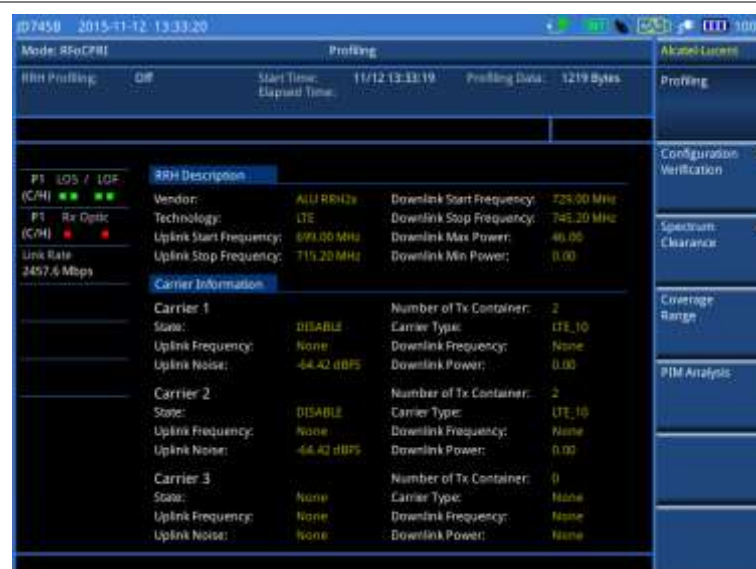 JD745B 2015-11-12 13:33:20 INT 100
Mode: RFoCPRI Profiling Alcatel-Lucent
RRH Profiling: Off Start Time: 11/12 13:33:19 Profiling Data: 1219 Bytes
Elapsed Time:
Profiling
Configuration Verification
Spectrum Clearance
Coverage Range
PIM Analysis
P1 LOS / LOF
(C/H)
P1 Rx Optic
(C/H)
Link Rate
2457.6 Mbps
RRH Description
Vendor: ALU RRH2x Downlink Start Frequency: 729.00 MHz
Technology: LTE Downlink Stop Frequency: 745.20 MHz
Uplink Start Frequency: 699.00 MHz Downlink Max Power: 46.00
Uplink Stop Frequency: 715.20 MHz Downlink Min Power: 0.00
Carrier Information
Carrier 1 Number of Tx Container: 2
State: DISABLE Carrier Type: LTE_10
Uplink Frequency: None Downlink Frequency: None
Uplink Noise: -64.42 dBFS Downlink Power: 0.00
Carrier 2 Number of Tx Container: 2
State: DISABLE Carrier Type: LTE_10
Uplink Frequency: None Downlink Frequency: None
Uplink Noise: -64.42 dBFS Downlink Power: 0.00
Carrier 3 Number of Tx Container: 0
State: None Carrier Type: None
Uplink Frequency: None Downlink Frequency: None
Uplink Noise: None Downlink Power: None